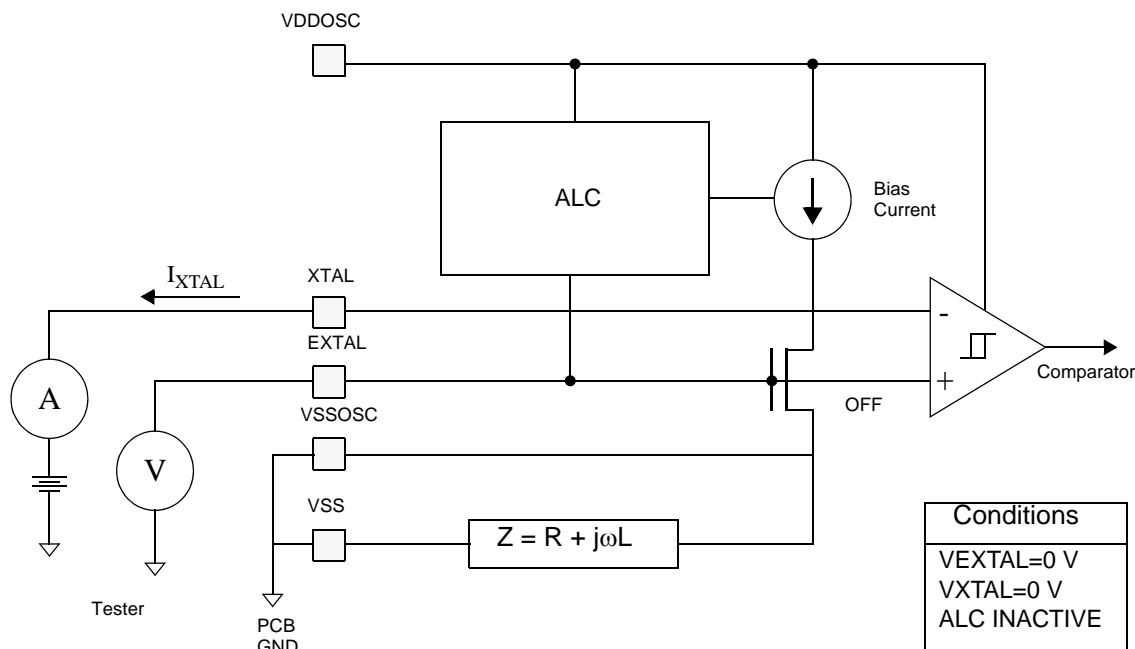 VDDOSC
ALC
Bias
Current
I_XTAL
XTAL
EXTAL
-
+
Comparator
OFF
A
V
VSSOSC
VSS
Z = R + jωL
Tester
PCB
GND
Conditions
VEXTAL=0 V
VXTAL=0 V
ALC INACTIVE